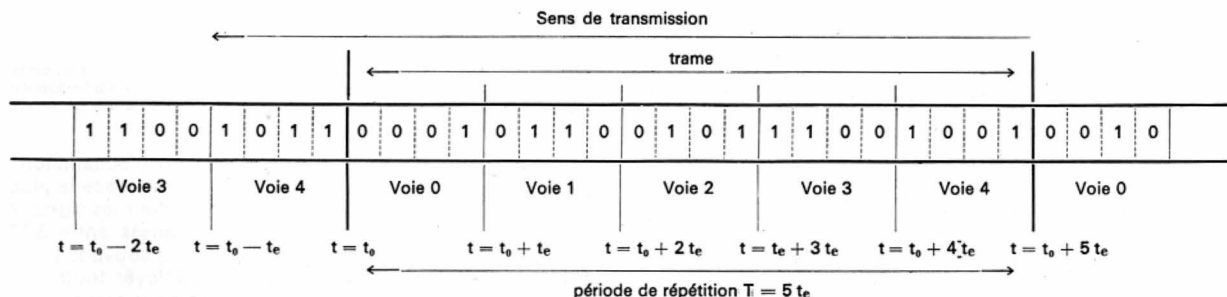 Sens de transmission
trame
1 1 0 0 1 0 1 1 0 0 0 1 0 1 1 0 0 1 0 1 1 1 0 0 1 0 0 1 0 0 1 0
Voie 3 Voie 4 Voie 0 Voie 1 Voie 2 Voie 3 Voie 4 Voie 0
t = t₀ — 2 tₑ t = t₀ — tₑ t = t₀ t = t₀ + tₑ t = t₀ + 2 tₑ t = te + 3 tₑ t = t₀ + 4 tₑ t = t₀ + 5 tₑ
période de répétition T = 5 tₑ